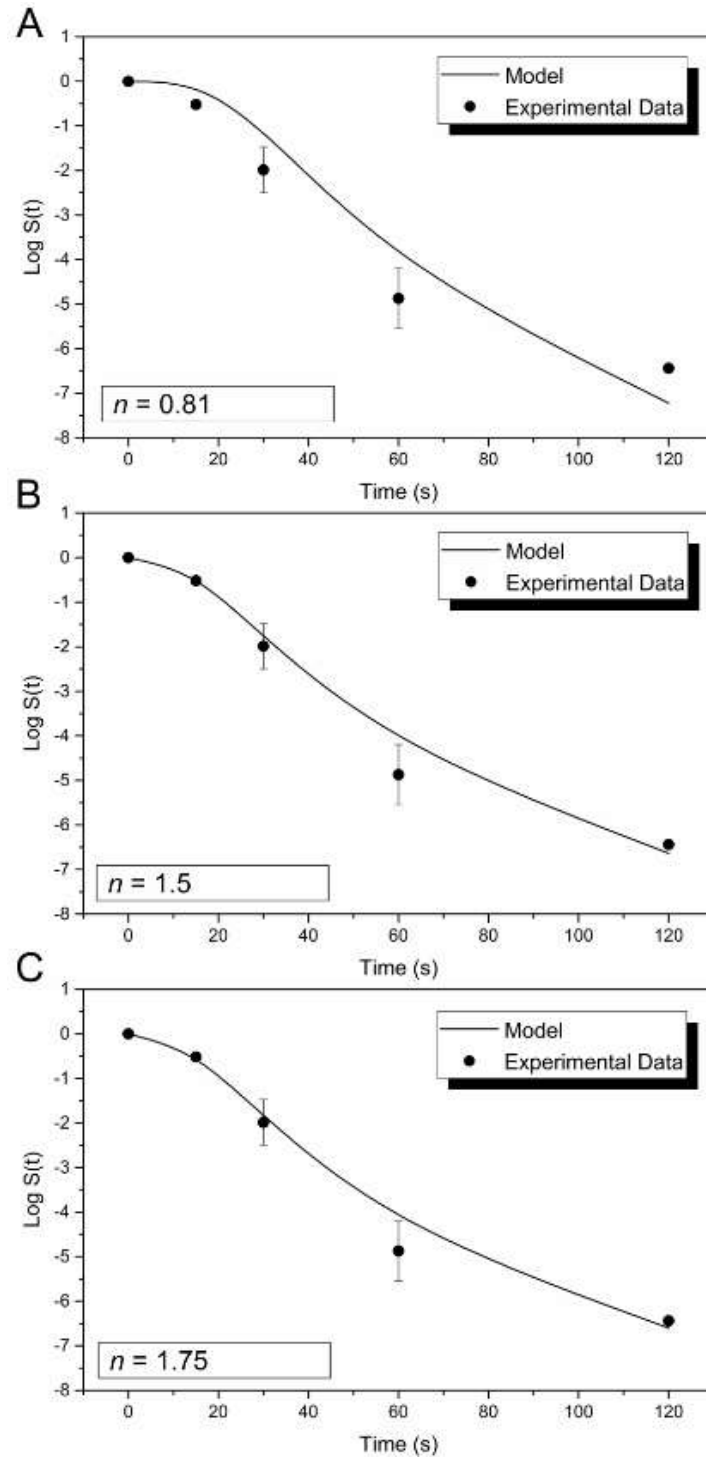 A
1
0
-1
-2
-3
-4
-5
-6
-7
-8
Log S(t)
Model
Experimental Data
n = 0.81
0 20 40 60 80 100 120
Time (s)
B
1
0
-1
-2
-3
-4
-5
-6
-7
-8
Log S(t)
Model
Experimental Data
n = 1.5
0 20 40 60 80 100 120
Time (s)
C
1
0
-1
-2
-3
-4
-5
-6
-7
-8
Log S(t)
Model
Experimental Data
n = 1.75
0 20 40 60 80 100 120
Time (s)